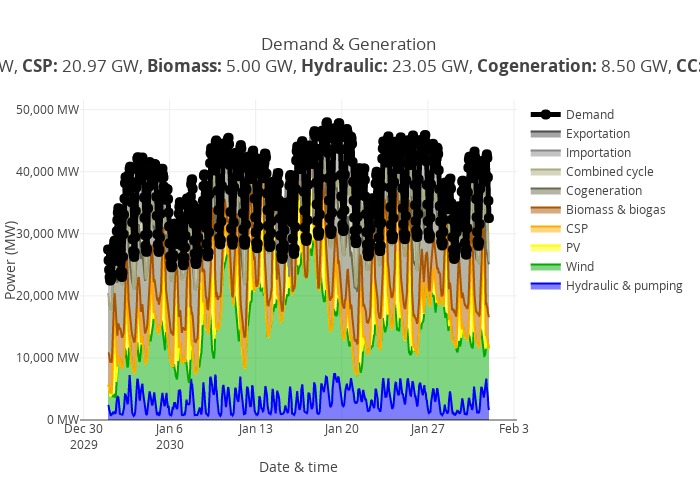 Demand & Generation
W, CSP: 20.97 GW, Biomass: 5.00 GW, Hydraulic: 23.05 GW, Cogeneration: 8.50 GW, CC
50,000 MW
40,000 MW
30,000 MW
20,000 MW
10,000 MW
0 MW
Power (MW)
Dec 30
2029
Jan 6
2030
Jan 13
Jan 20
Jan 27
Feb 3
Date & time
Demand
Exportation
Importation
Combined cycle
Cogeneration
Biomass & biogas
CSP
PV
Wind
Hydraulic & pumping